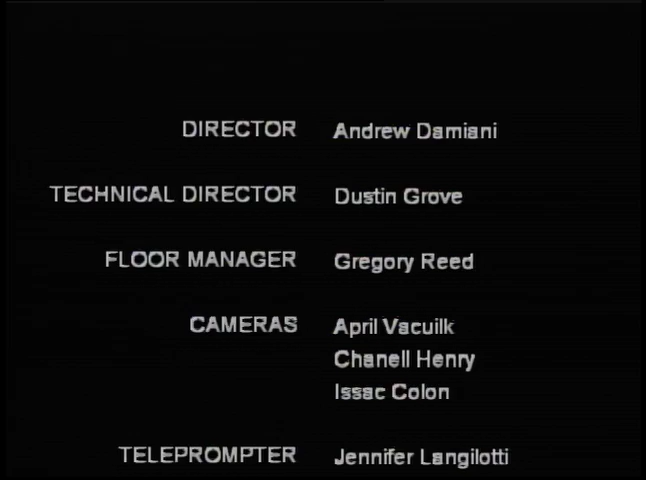 DIRECTOR Andrew Damiani
TECHNICAL DIRECTOR Dustin Grove
FLOOR MANAGER Gregory Reed
CAMERAS April Vacuilk
Chanell Henry
Issac Colon
TELEPROMPTER Jennifer Langilotti